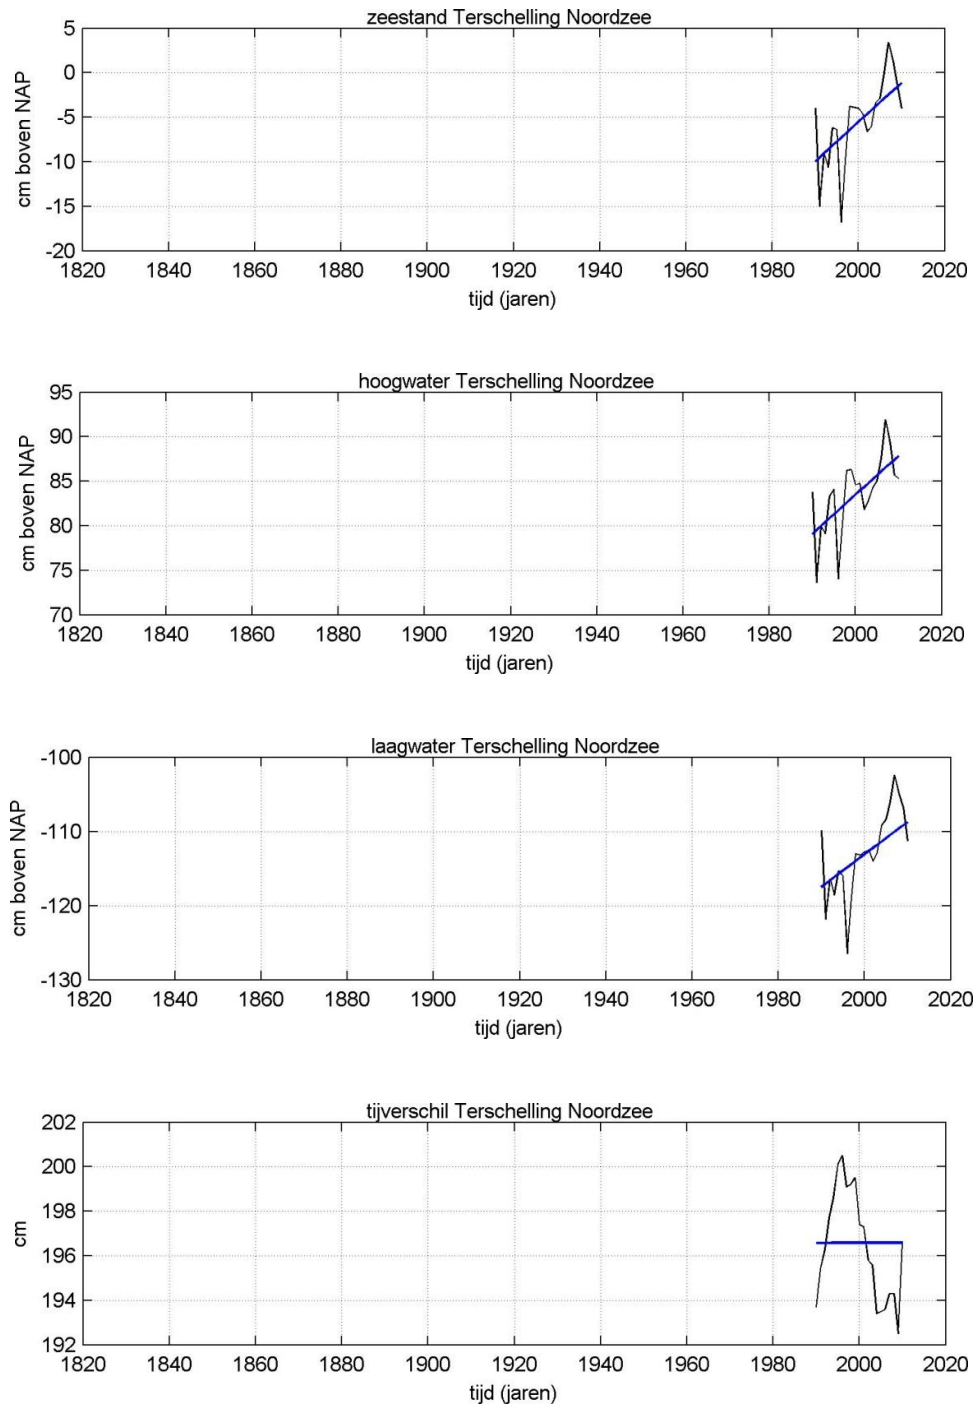 zeestand Terschelling Noordzee
5
0
-5
-10
-15
-20
cm boven NAP
1820 1840 1860 1880 1900 1920 1940 1960 1980 2000 2020
tijd (jaren)
hoogwater Terschelling Noordzee
95
90
85
80
75
70
cm boven NAP
1820 1840 1860 1880 1900 1920 1940 1960 1980 2000 2020
tijd (jaren)
laagwater Terschelling Noordzee
-100
-110
-120
-130
cm boven NAP
1820 1840 1860 1880 1900 1920 1940 1960 1980 2000 2020
tijd (jaren)
tijverschil Terschelling Noordzee
202
200
198
196
194
192
cm
1820 1840 1860 1880 1900 1920 1940 1960 1980 2000 2020
tijd (jaren)